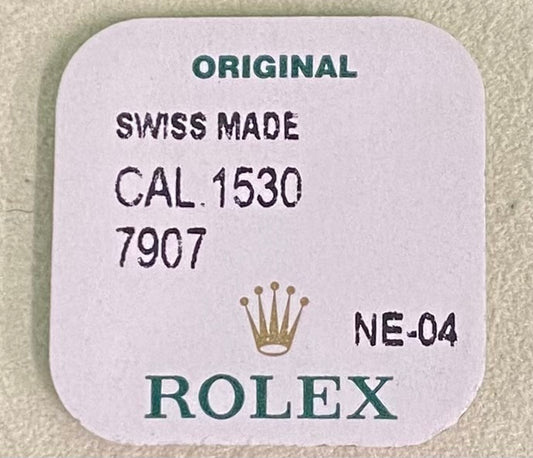 ORIGINAL
SWISS MADE
CAL.1530
7907
NE-04
ROLEX